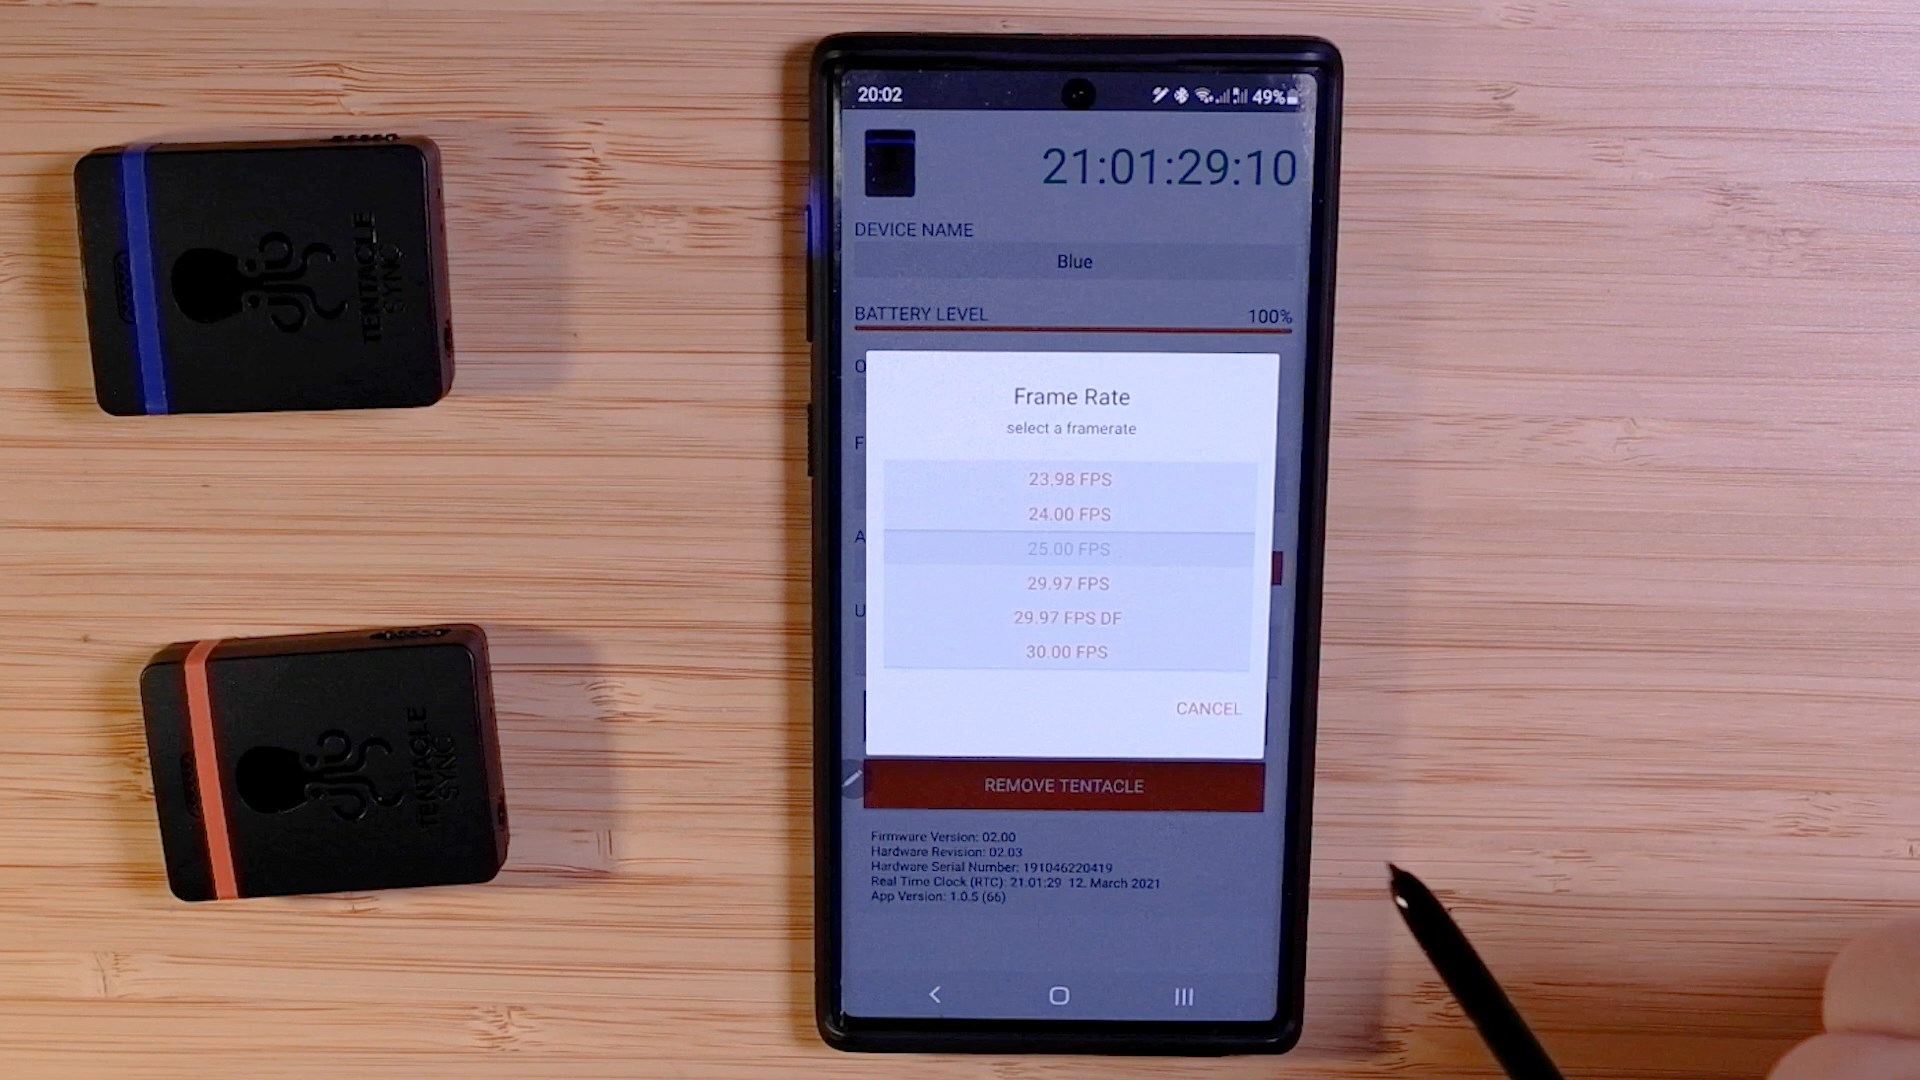 20:02
49%
21:01:29:10
DEVICE NAME
Blue
BATTERY LEVEL
100%
O
Frame Rate
select a framerate
F
23.98 FPS
24.00 FPS
A
25.00 FPS
29.97 FPS
U
29.97 FPS DF
30.00 FPS
CANCEL
REMOVE TENTACLE
Firmware Version: 02.00
Hardware Revision: 02.03
Hardware Serial Number: 191046220419
Real Time Clock (RTC): 21:01:29 12. March 2021
App Version: 1.0.5 (66)
TENTACLE
SYNC
TENTACLE
SYNC